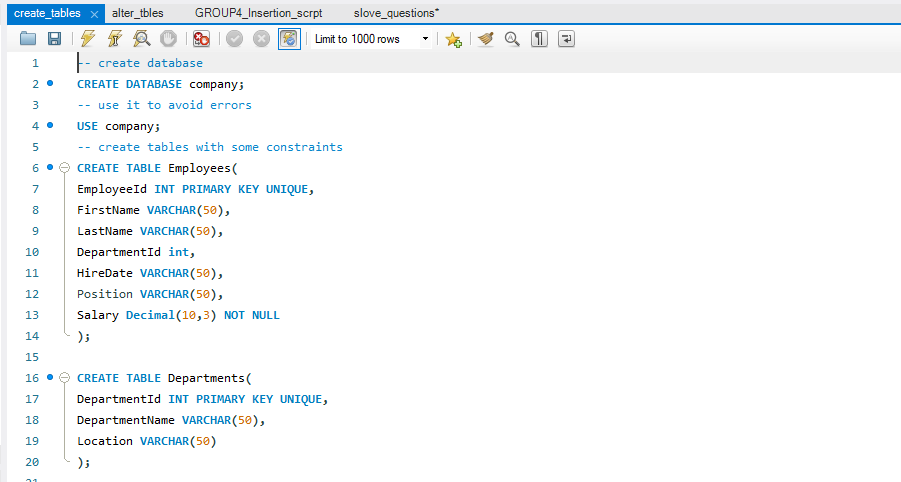 create_tables × alter_tbles GROUP4_Insertion_scrpt slove_questions*
Limit to 1000 rows
1 -- create database
2 CREATE DATABASE company;
3 -- use it to avoid errors
4 USE company;
5 -- create tables with some constraints
6 CREATE TABLE Employees(
7 EmployeeId INT PRIMARY KEY UNIQUE,
8 FirstName VARCHAR(50),
9 LastName VARCHAR(50),
10 DepartmentId int,
11 HireDate VARCHAR(50),
12 Position VARCHAR(50),
13 Salary Decimal(10,3) NOT NULL
14 );
15
16 CREATE TABLE Departments(
17 DepartmentId INT PRIMARY KEY UNIQUE,
18 DepartmentName VARCHAR(50),
19 Location VARCHAR(50)
20 );
21